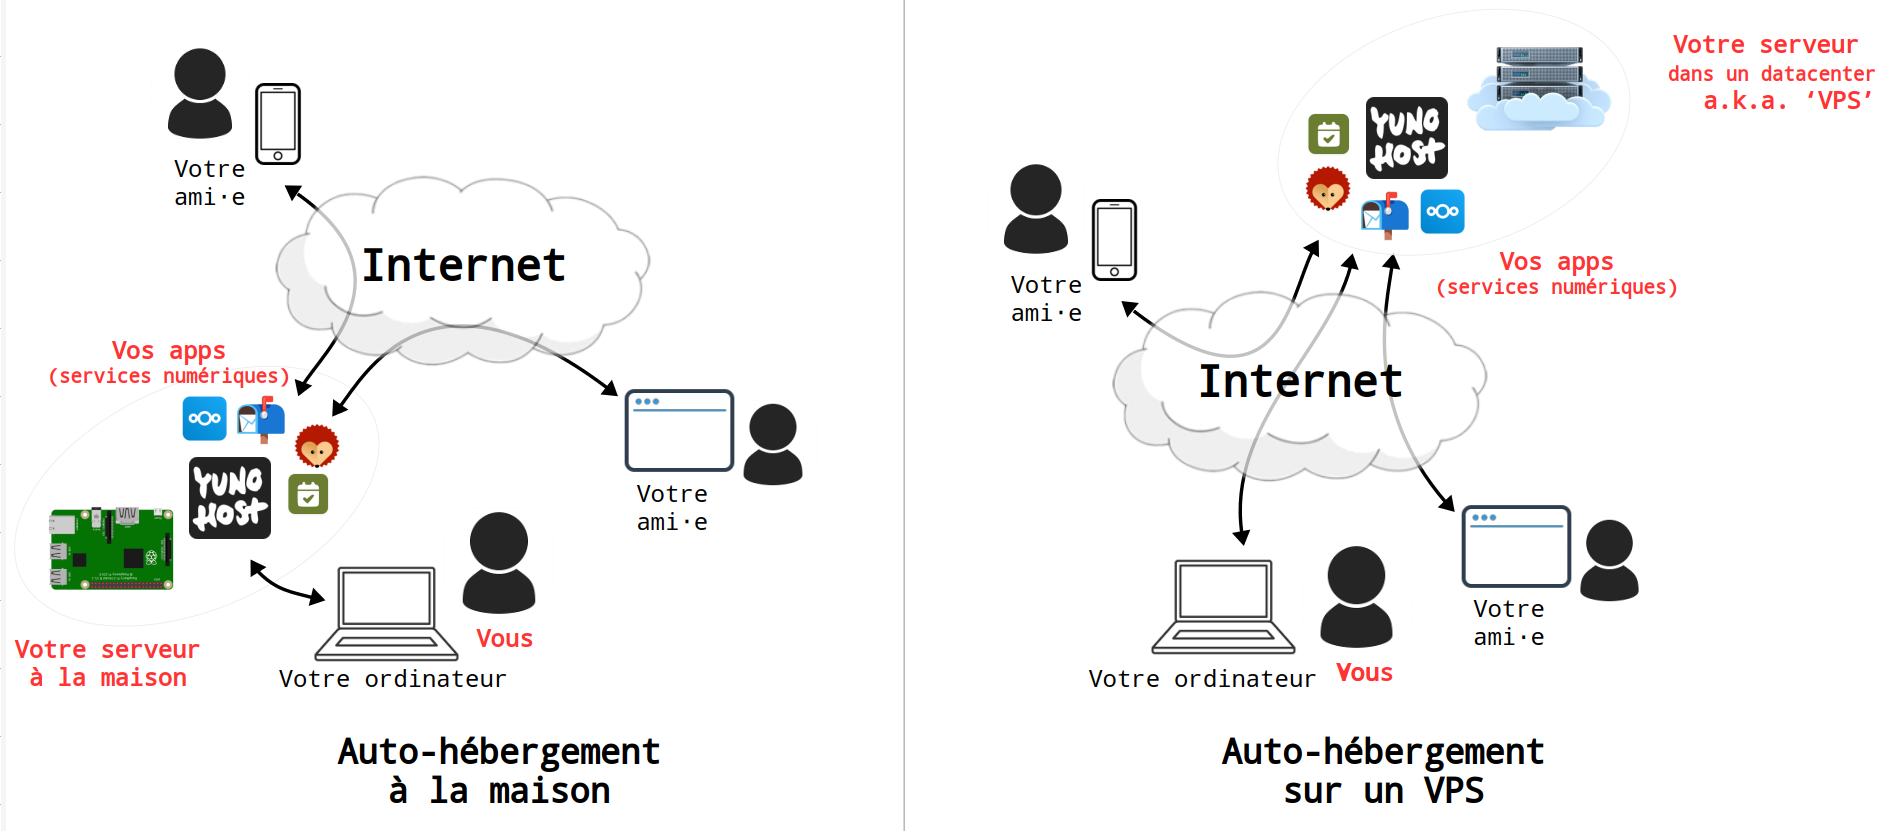 Votre
ami·e
Internet
Vos apps
(services numériques)
YUNO
HOST
Votre
ami·e
Votre serveur
à la maison
Vous
Votre ordinateur
Auto-hébergement
à la maison
Votre serveur
dans un datacenter
a.k.a. ‘VPS’
YUNO
HOST
Vos apps
(services numériques)
Votre
ami·e
Internet
Votre
ami·e
Votre ordinateur
Vous
Auto-hébergement
sur un VPS